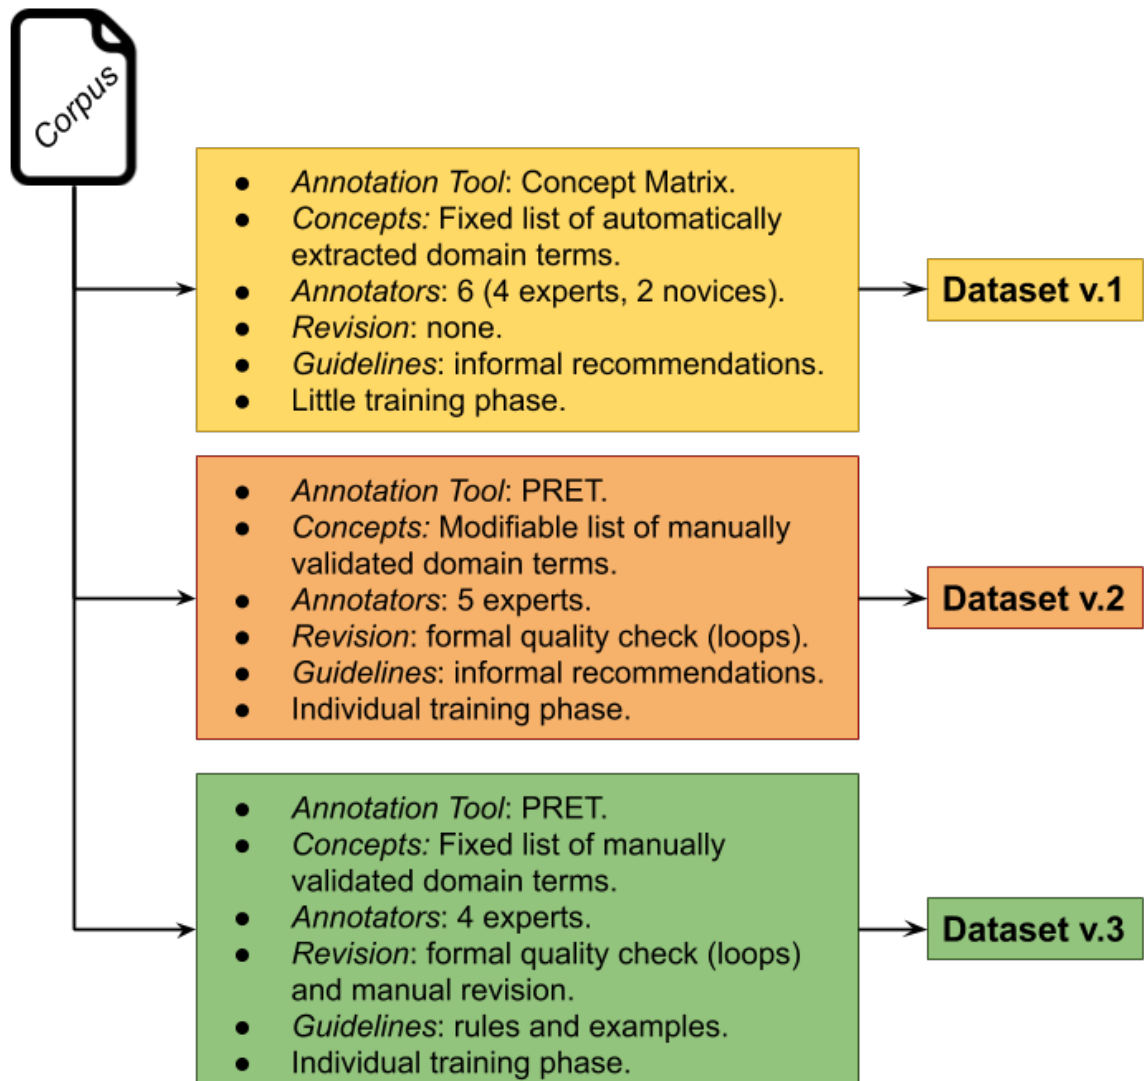 Corpus
● Annotation Tool: Concept Matrix.
● Concepts: Fixed list of automatically
extracted domain terms.
● Annotators: 6 (4 experts, 2 novices).
● Revision: none.
● Guidelines: informal recommendations.
● Little training phase.
Dataset v.1
● Annotation Tool: PRET.
● Concepts: Modifiable list of manually
validated domain terms.
● Annotators: 5 experts.
● Revision: formal quality check (loops).
● Guidelines: informal recommendations.
● Individual training phase.
Dataset v.2
● Annotation Tool: PRET.
● Concepts: Fixed list of manually
validated domain terms.
● Annotators: 4 experts.
● Revision: formal quality check (loops)
and manual revision.
● Guidelines: rules and examples.
● Individual training phase.
Dataset v.3